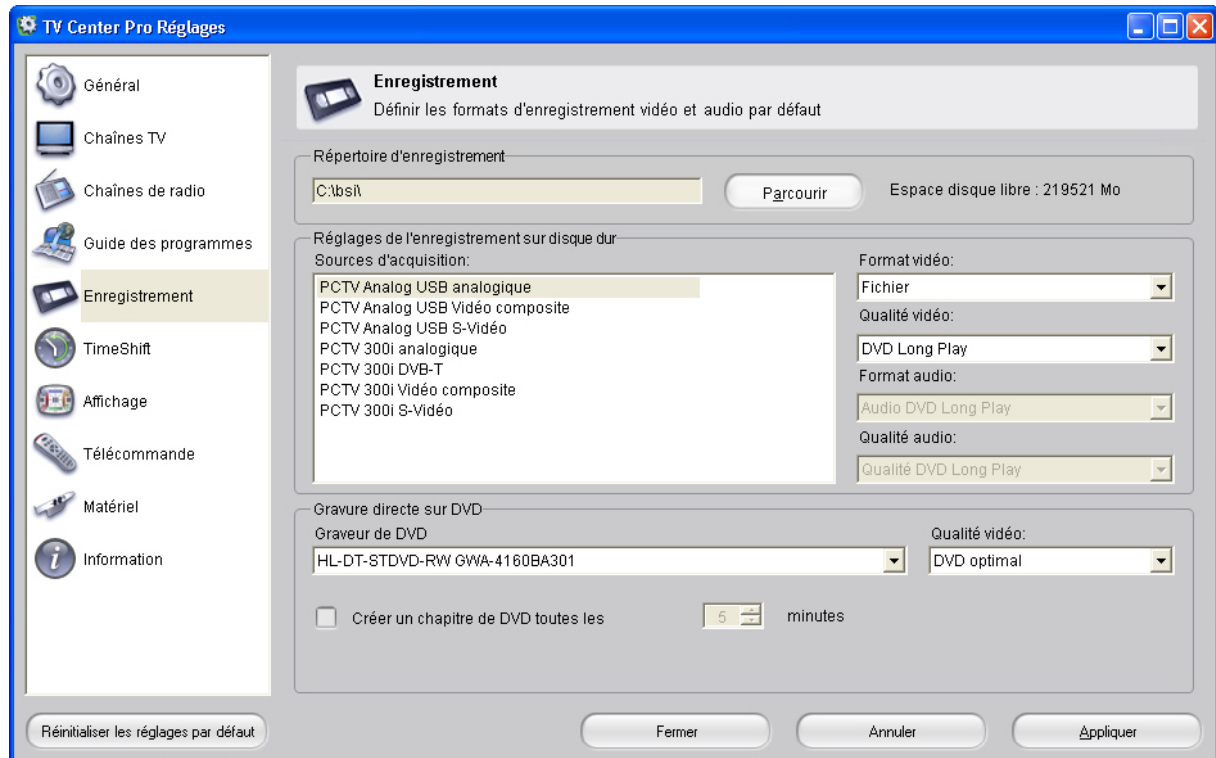 TV Center Pro Réglages
Général
Chaînes TV
Chaînes de radio
Guide des programmes
Enregistrement
TimeShift
Affichage
Télécommande
Matériel
Information
Réinitialiser les réglages par défaut
Enregistrement
Définir les formats d'enregistrement vidéo et audio par défaut
Répertoire d'enregistrement
C:\bsi\
Parcourir
Espace disque libre : 219521 Mo
Réglages de l'enregistrement sur disque dur
Sources d'acquisition:
PCTV Analog USB analogique
PCTV Analog USB Vidéo composite
PCTV Analog USB S-Vidéo
PCTV 300i analogique
PCTV 300i DVB-T
PCTV 300i Vidéo composite
PCTV 300i S-Vidéo
Format vidéo:
Fichier
Qualité vidéo:
DVD Long Play
Format audio:
Audio DVD Long Play
Qualité audio:
Qualité DVD Long Play
Gravure directe sur DVD
Graveur de DVD
HL-DT-STDVD-RW GWA-4160BA301
Qualité vidéo:
DVD optimal
Créer un chapitre de DVD toutes les 5 minutes
Fermer
Annuler
Appliquer